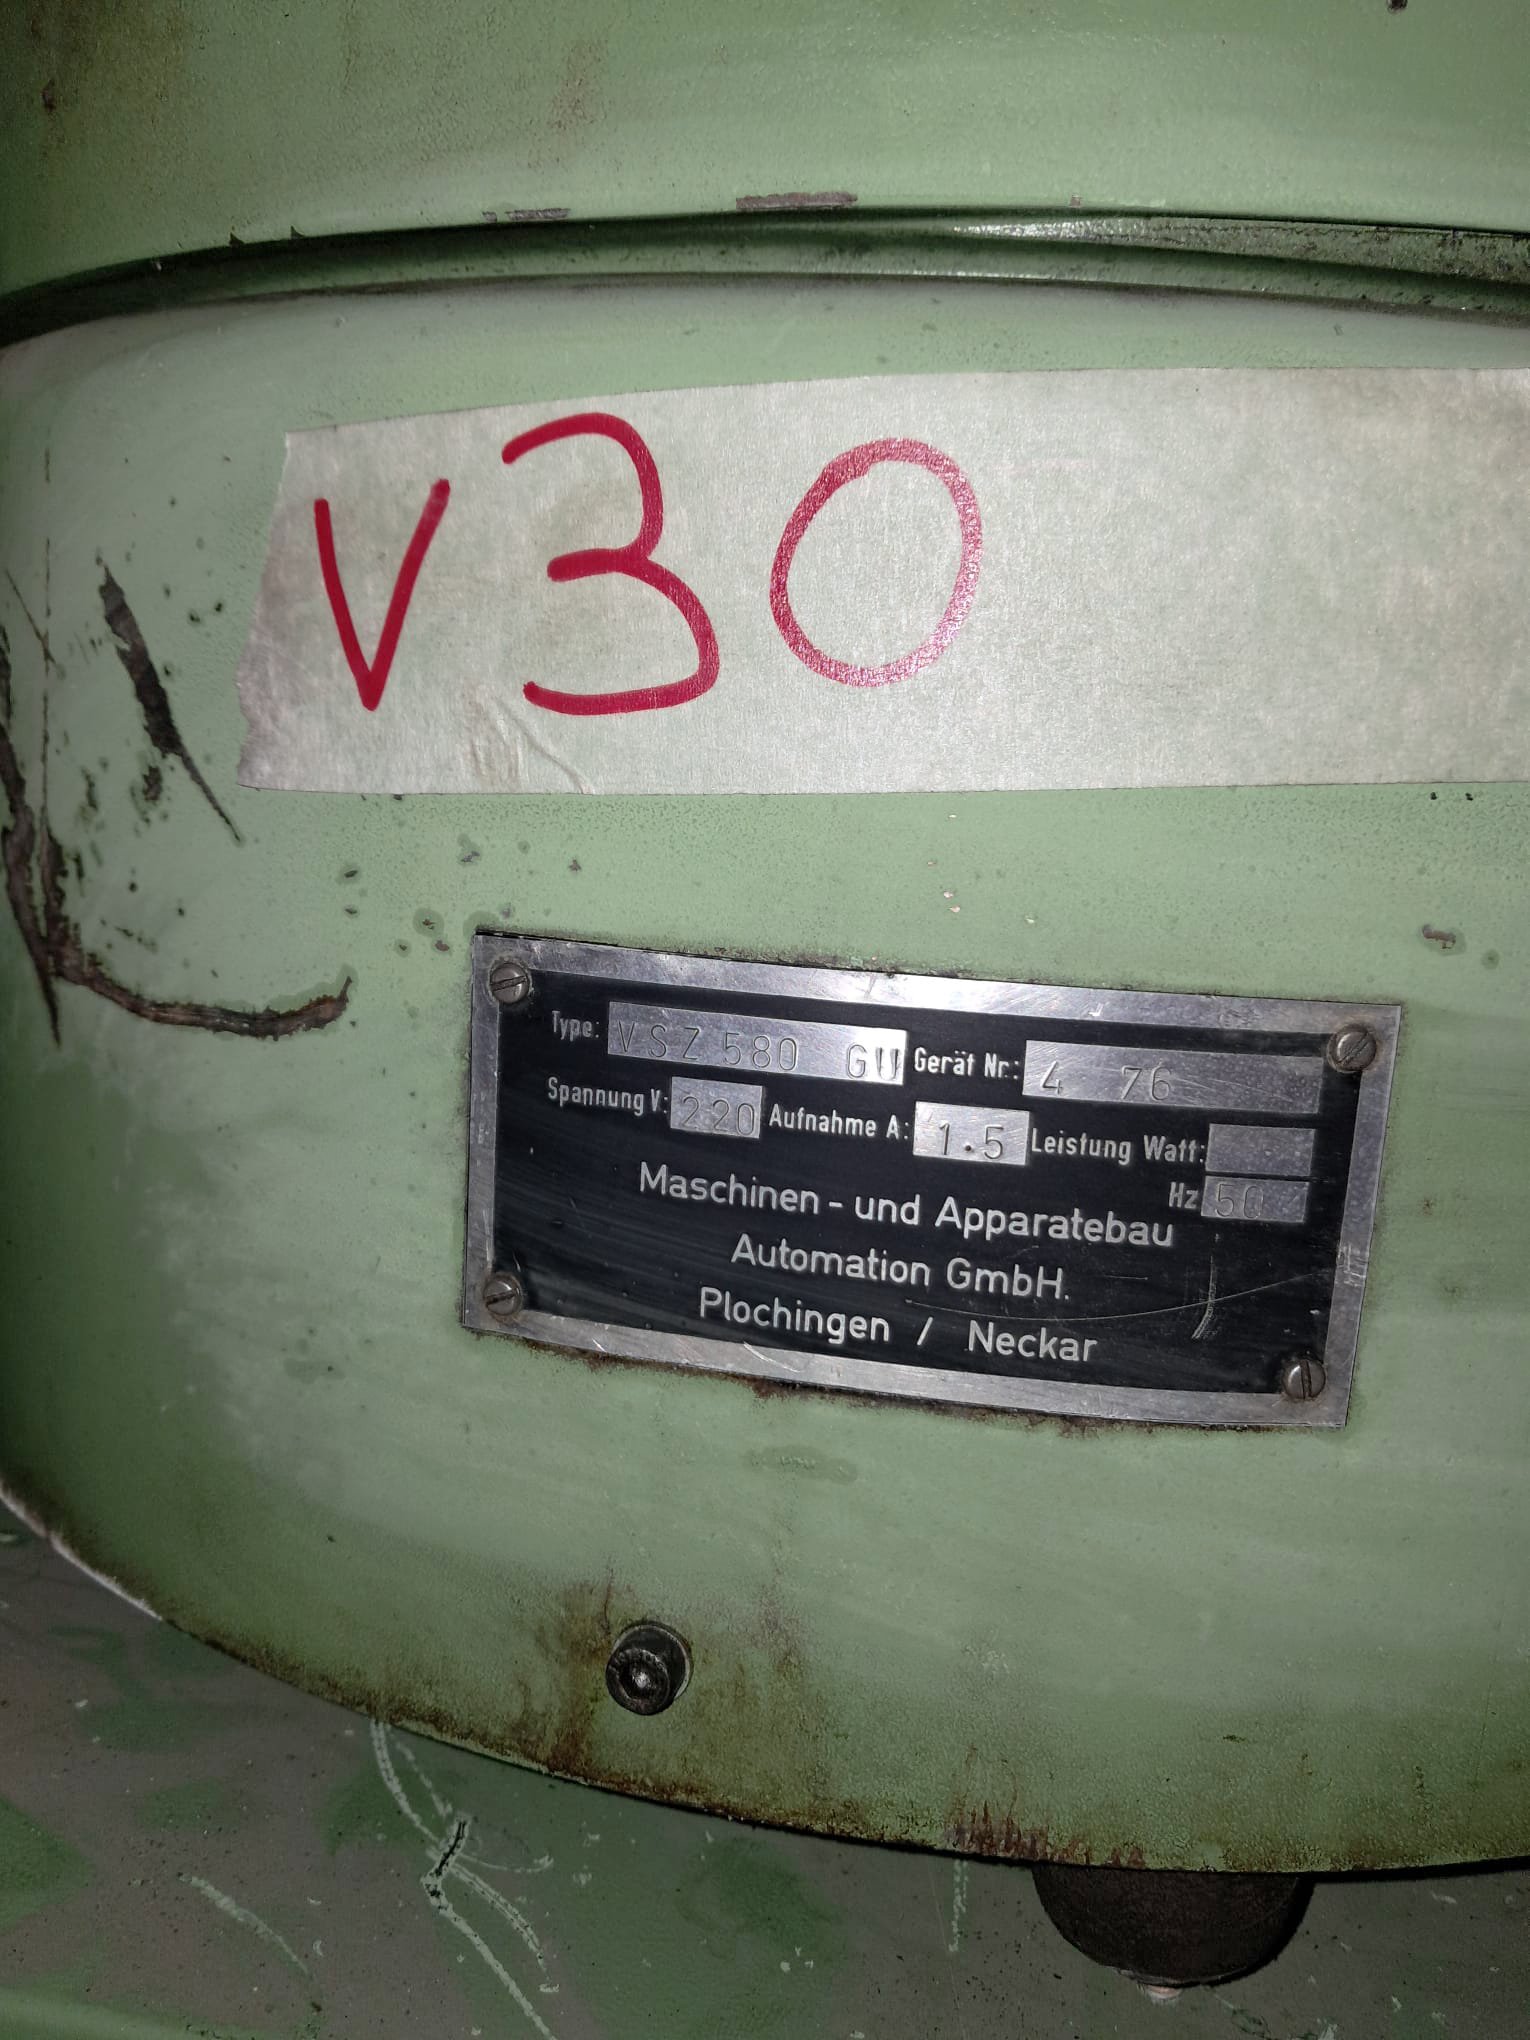 V30
Type: VSZ 580 GU Gerät Nr.: 4 76
Spannung V: 220 Aufnahme A: 1.5 Leistung Watt:
Hz 50
Maschinen - und Apparatebau
Automation GmbH.
Plochingen / Neckar